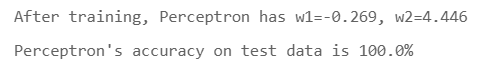 After training, Perceptron has w1=-0.269, w2=4.446
Perceptron's accuracy on test data is 100.0%